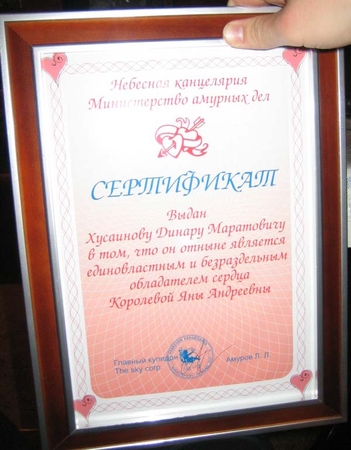 Небесная канцелярия
Министерство амурных дел
СЕРТИФИКАТ
Выдан
Хусаинову Динару Маратовичу
в том, что он отныне является
единовластным и безраздельным
обладателем сердца
Королевой Яны Андреевны
Главный купидон Амуров Л. Л.
The sky corp